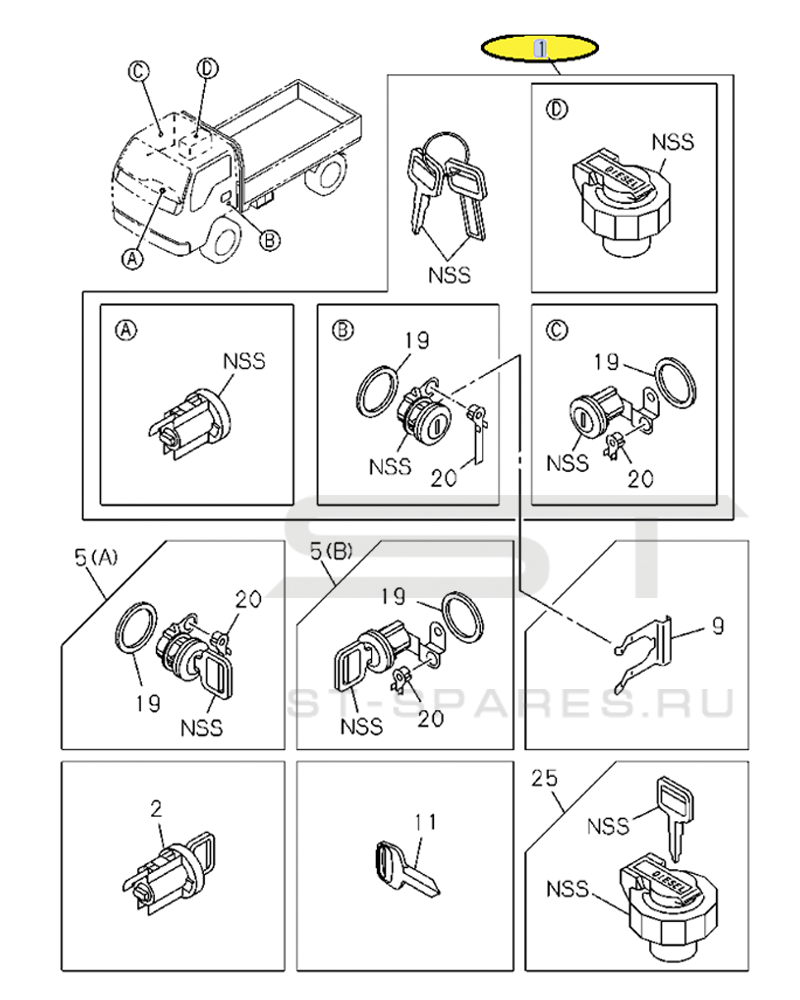 1
C D
D
NSS
DIESEL
A
B
NSS
A
B
C
19
19
NSS
NSS
NSS
20
20
ST
5(A)
5(B)
20
19
9
19
20
NSS
NSS
ST-SPARES.RU
2
11
25
NSS
NSS
DIESEL